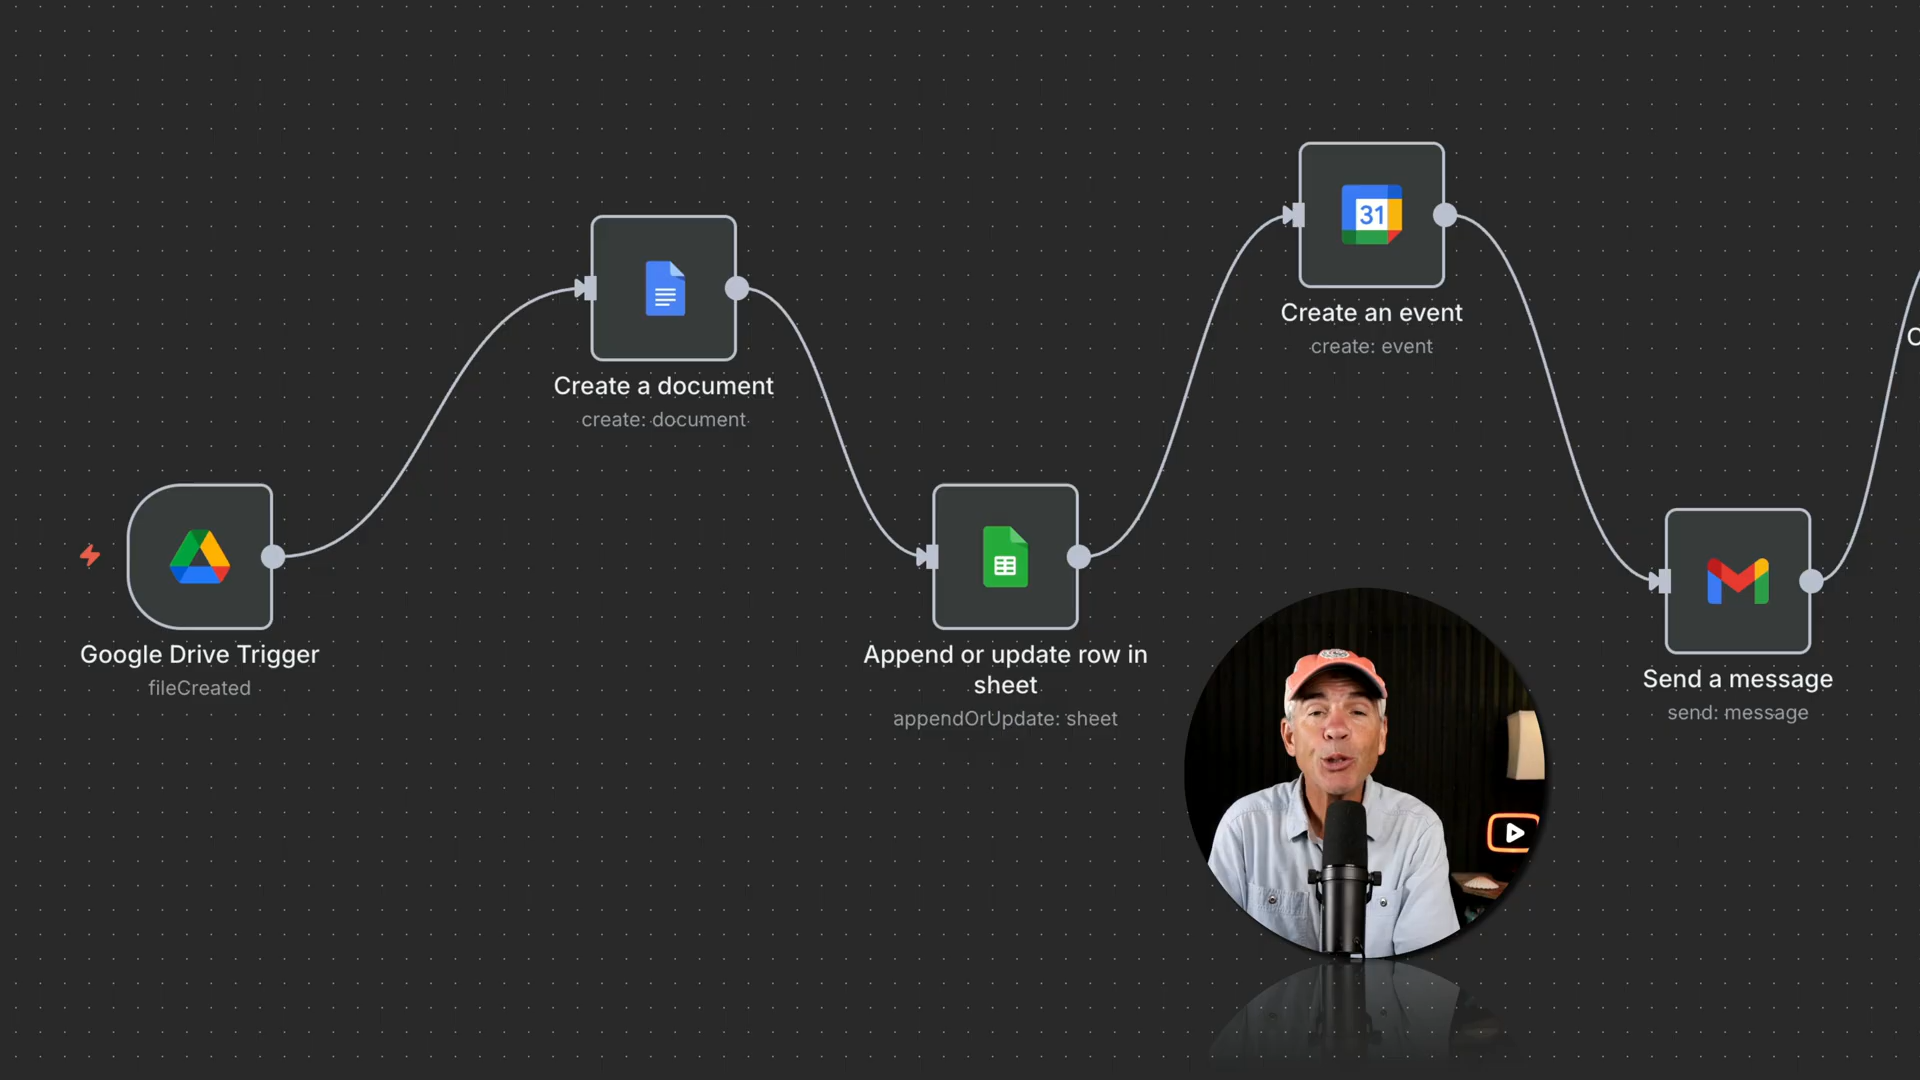 31
Create an event
create: event
Create a document
create: document
Google Drive Trigger
fileCreated
Append or update row in
sheet
appendOrUpdate: sheet
Send a message
send: message